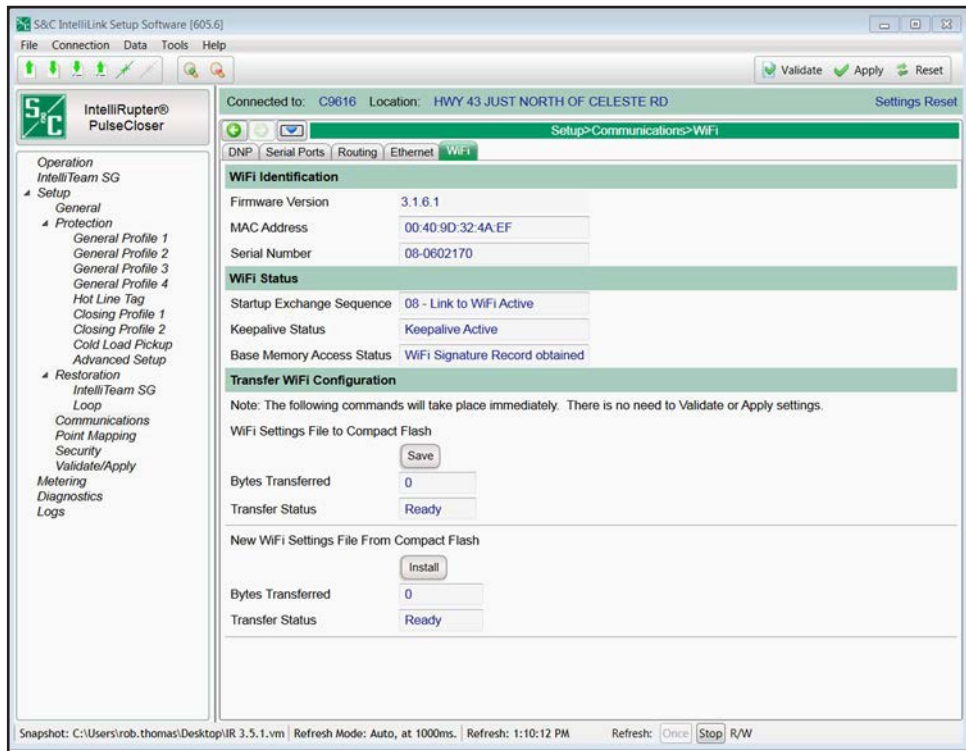 S&C IntelliLink Setup Software [605.6]
File Connection Data Tools Help
Validate Apply Reset
S&C
IntelliRupter®
PulseCloser
Connected to: C9616 Location: HWY 43 JUST NORTH OF CELESTE RD Settings Reset
Setup>Communications>WiFi
DNP Serial Ports Routing Ethernet WiFi
Operation
IntelliTeam SG
Setup
General
Protection
General Profile 1
General Profile 2
General Profile 3
General Profile 4
Hot Line Tag
Closing Profile 1
Closing Profile 2
Cold Load Pickup
Advanced Setup
Restoration
IntelliTeam SG
Loop
Communications
Point Mapping
Security
Validate/Apply
Metering
Diagnostics
Logs
WiFi Identification
Firmware Version 3.1.6.1
MAC Address 00:40:9D:32:4A:EF
Serial Number 08-0602170
WiFi Status
Startup Exchange Sequence 08 - Link to WiFi Active
Keepalive Status Keepalive Active
Base Memory Access Status WiFi Signature Record obtained
Transfer WiFi Configuration
Note: The following commands will take place immediately. There is no need to Validate or Apply settings.
WiFi Settings File to Compact Flash
Save
Bytes Transferred 0
Transfer Status Ready
New WiFi Settings File From Compact Flash
Install
Bytes Transferred 0
Transfer Status Ready
Snapshot: C:\Users\rob.thomas\Desktop\IR 3.5.1.vm Refresh Mode: Auto, at 1000ms. Refresh: 1:10:12 PM Refresh: Once Stop R/W